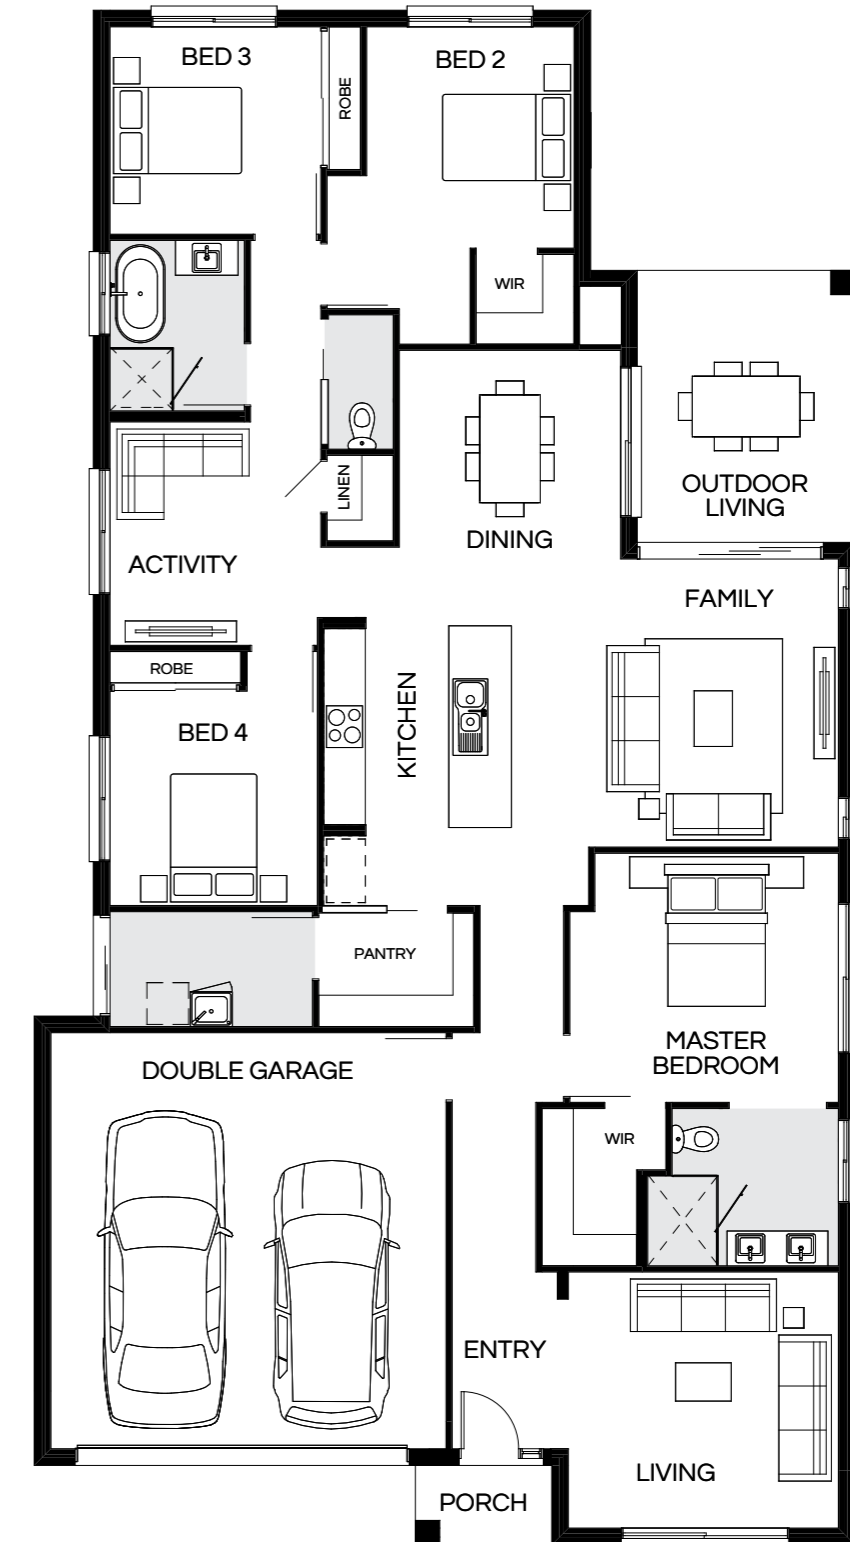 BED 3
BED 2
ROBE
WIR
OUTDOOR
LIVING
LINEN
DINING
ACTIVITY
FAMILY
ROBE
KITCHEN
BED 4
PANTRY
MASTER
BEDROOM
DOUBLE GARAGE
WIR
ENTRY
LIVING
PORCH